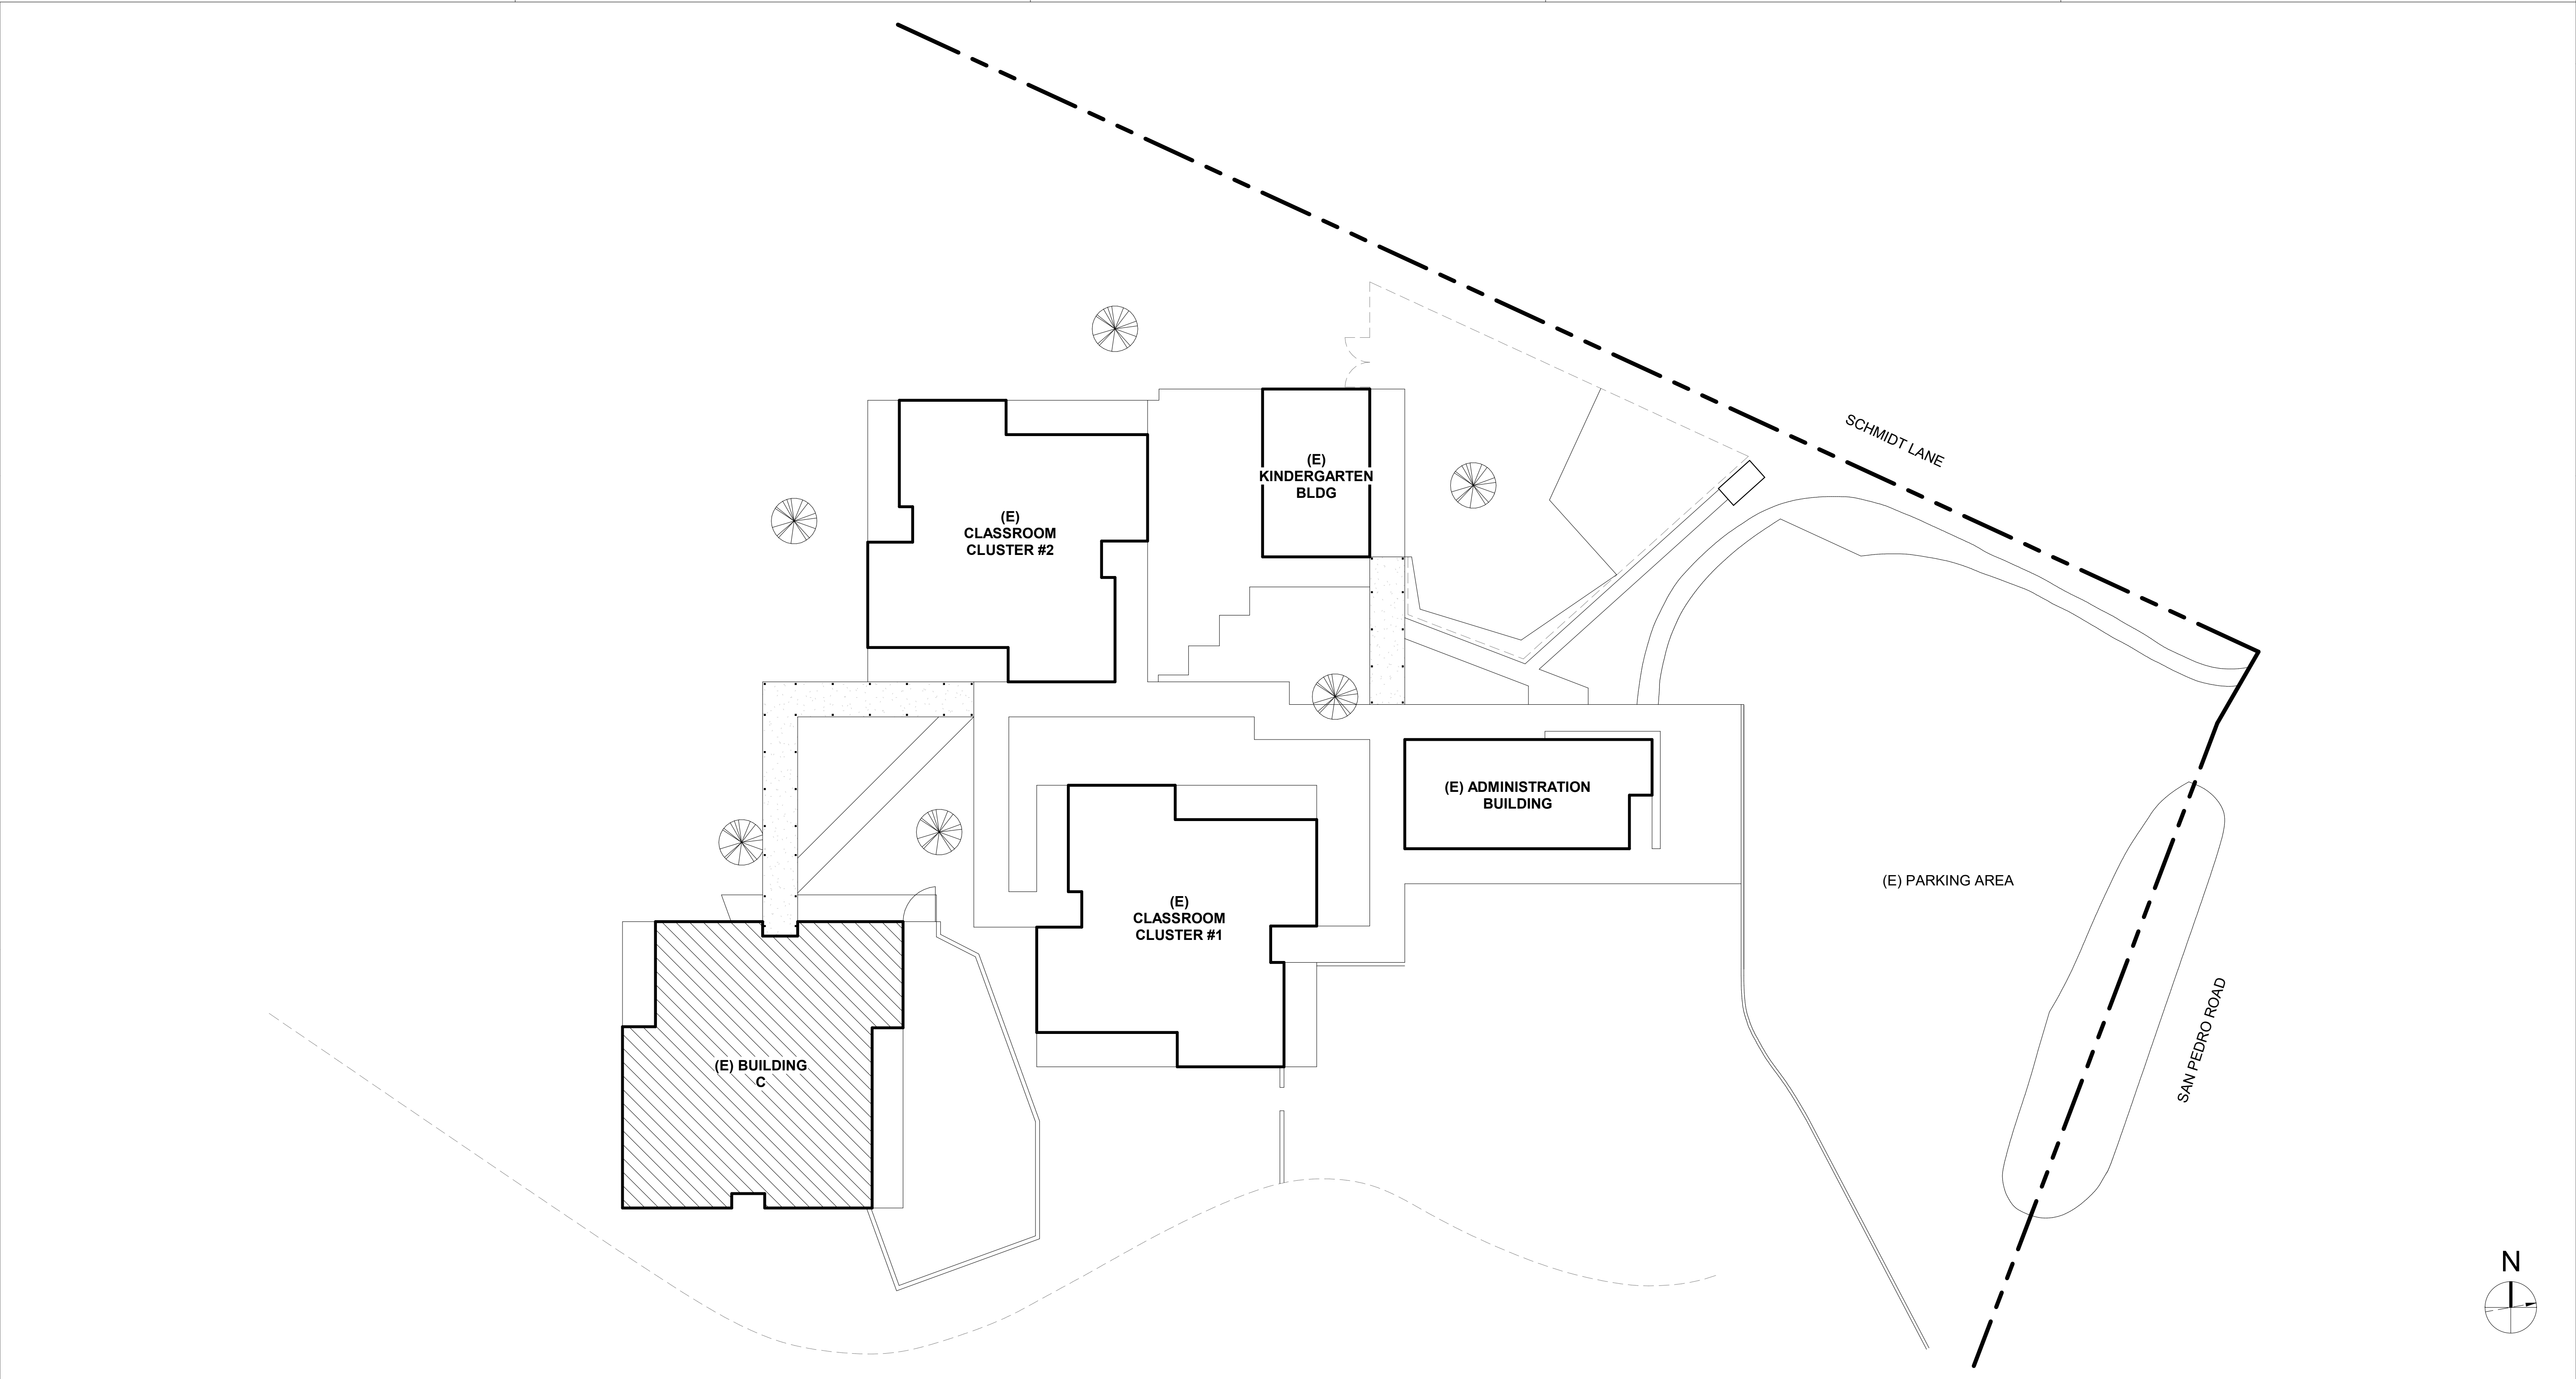 SCHMIDT LANE
(E)
KINDERGARTEN
BLDG
(E)
CLASSROOM
CLUSTER #2
(E) ADMINISTRATION
BUILDING
(E) PARKING AREA
(E)
CLASSROOM
CLUSTER #1
SAN PEDRO ROAD
(E) BUILDING
C
N